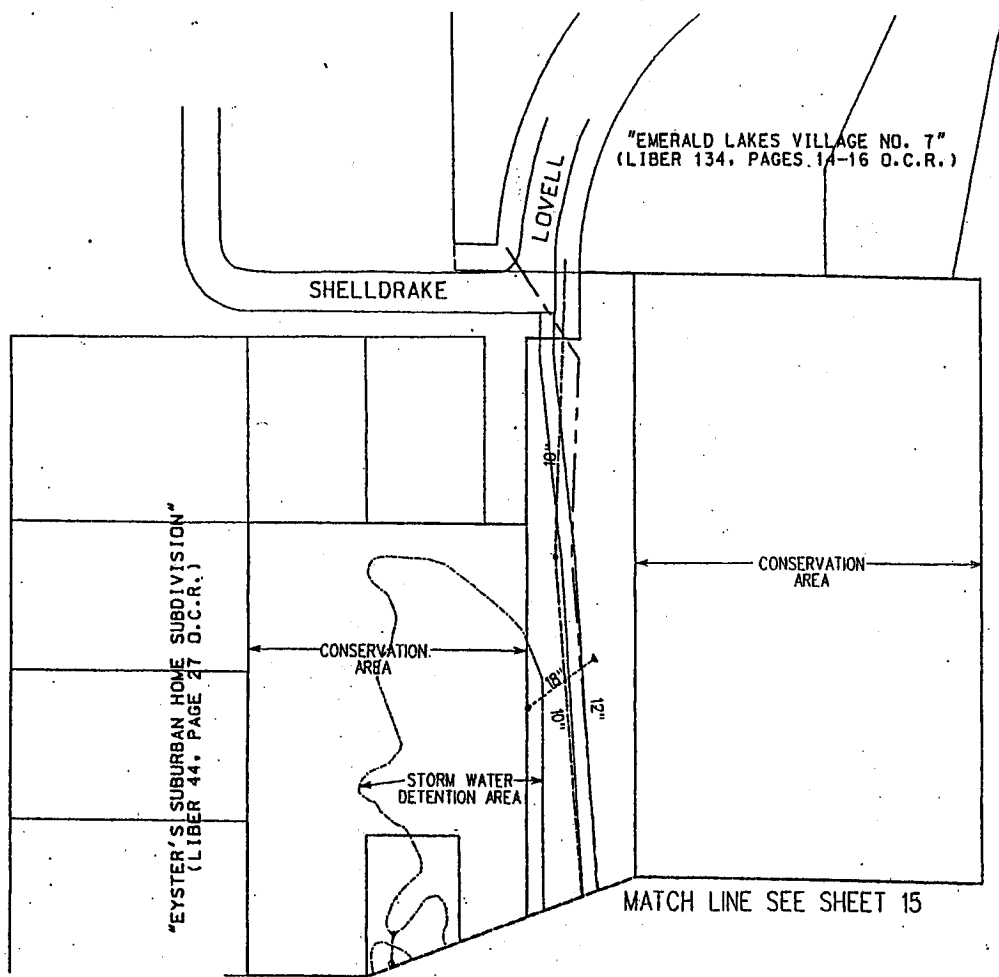 "EMERALD LAKES VILLAGE NO. 7"
(LIBER 134, PAGES 14-16 O.C.R.)
LOVELL
SHELLDRAKE
10"
"EYSTER'S SUBURBAN HOME SUBDIVISION"
(LIBER 44, PAGE 27 O.C.R.)
CONSERVATION
AREA
CONSERVATION
AREA
18"
10"
12"
STORM WATER
DETENTION AREA
MATCH LINE SEE SHEET 15